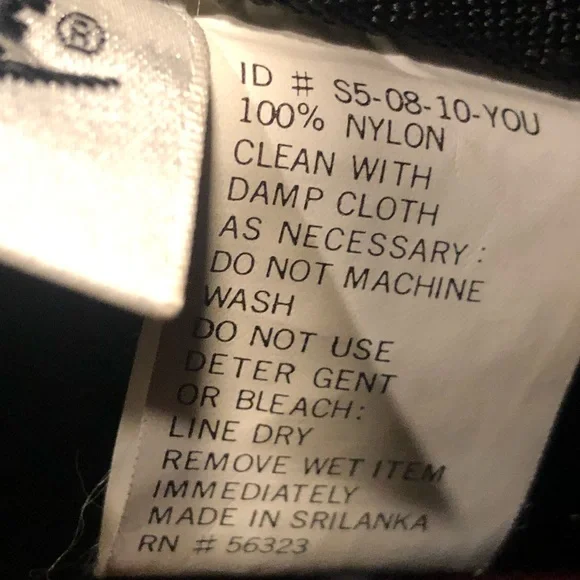 ®
ID # S5-08-10-YOU
100% NYLON
CLEAN WITH
DAMP CLOTH
AS NECESSARY:
DO NOT MACHINE
WASH
DO NOT USE
DETER GENT
OR BLEACH:
LINE DRY
REMOVE WET ITEM
IMMEDIATELY
MADE IN SRILANKA
RN # 56323